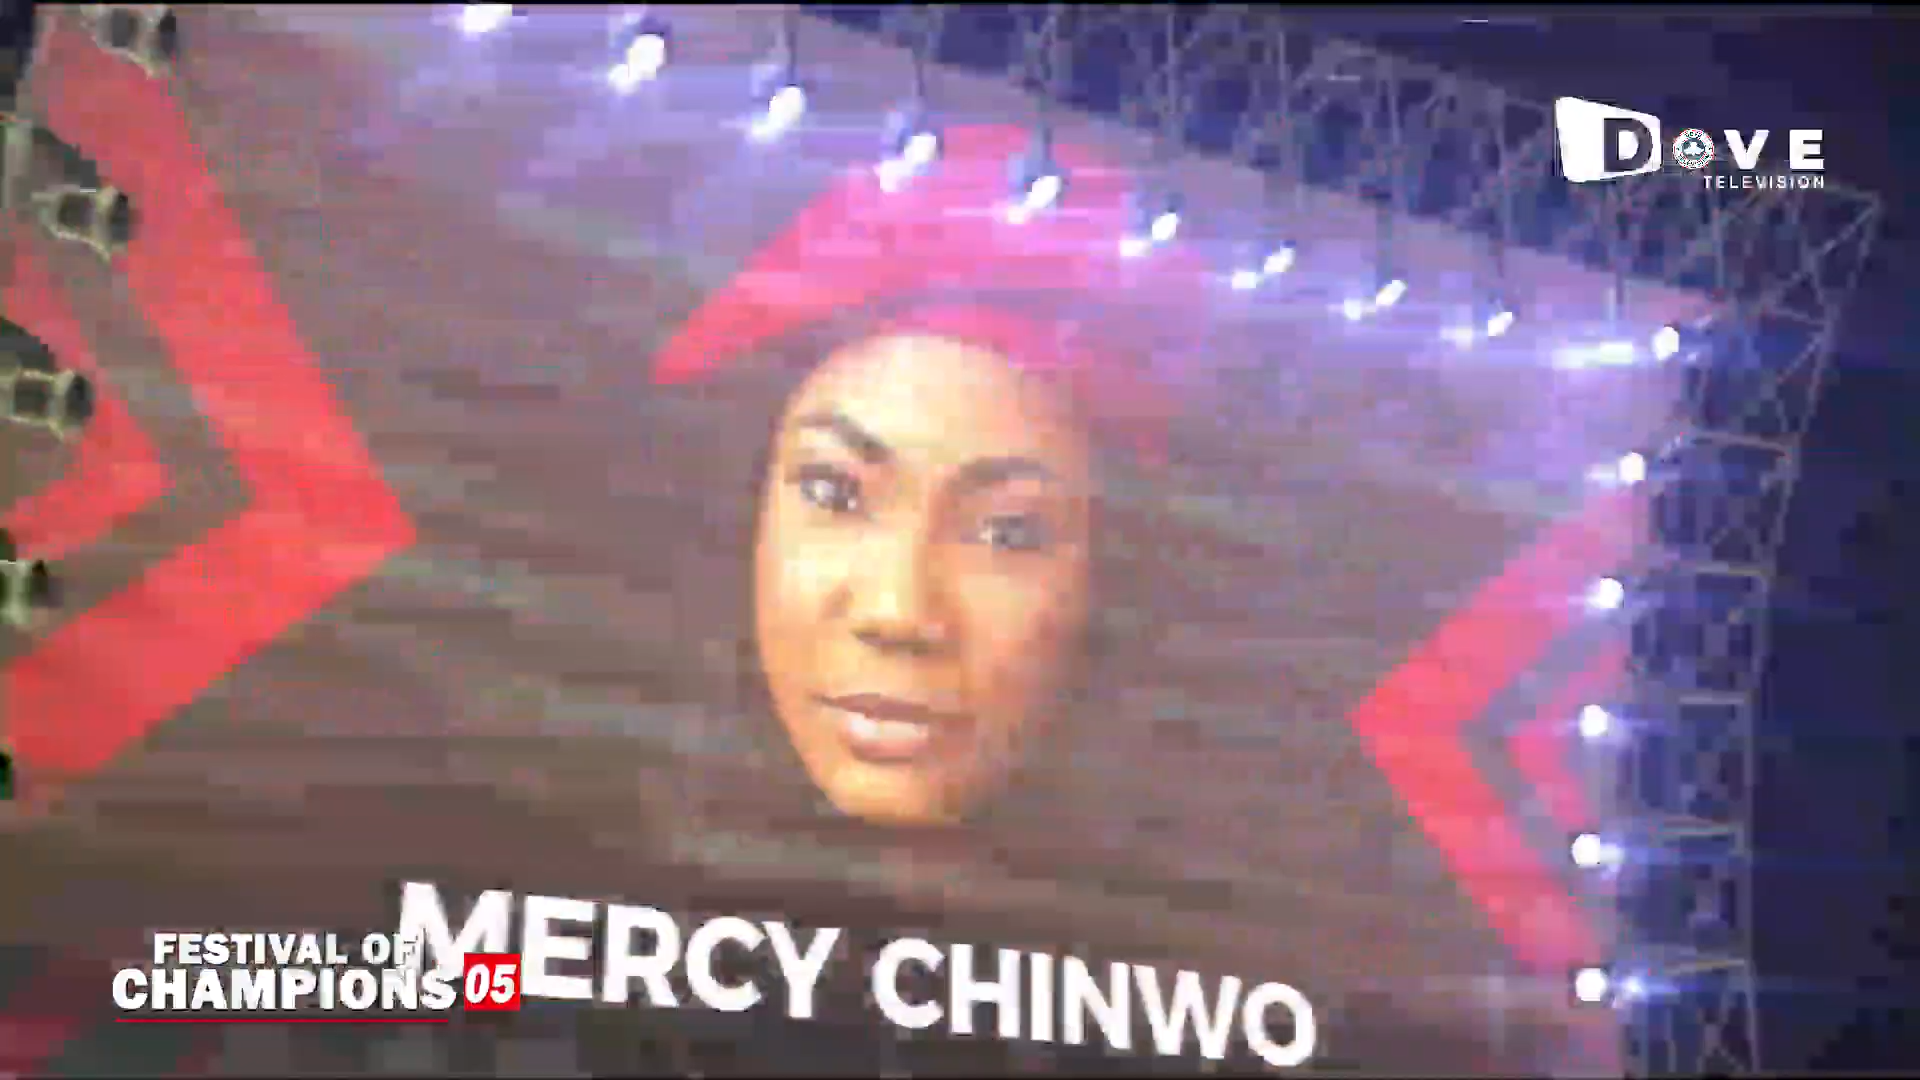 DOVE
TELEVISION
MERCY CHINWO
FESTIVAL OF
CHAMPIONS 05